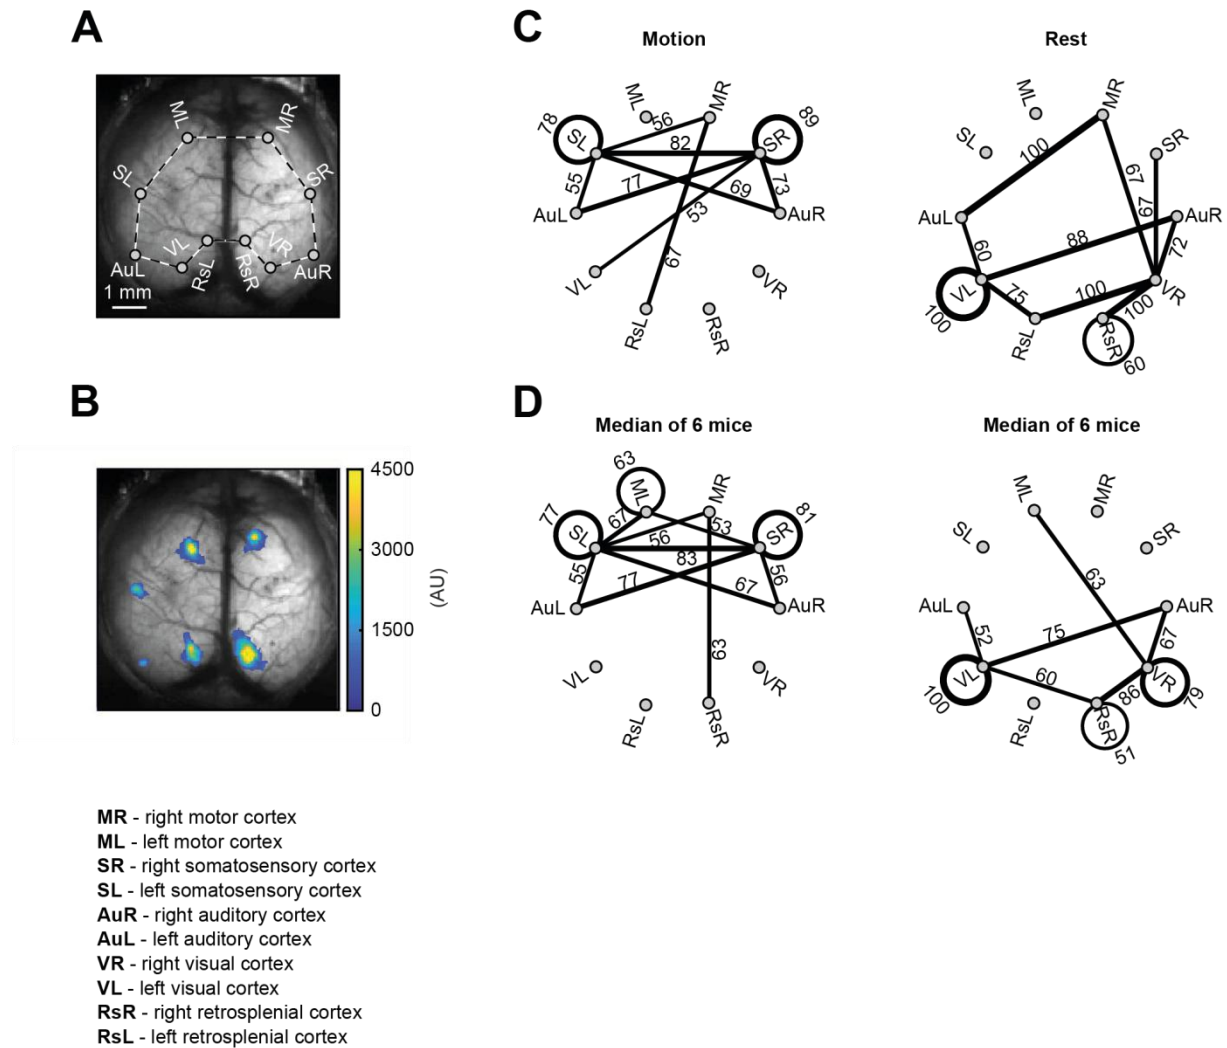 A
ML
MR
SL
SR
VL
VR
AuL
RsL
RsR
AuR
1 mm
B
4500
3000
1500
0
(AU)
C
Motion
ML
MR
78
SL
56
82
SR
89
55
77
69
73
AuL
53
AuR
VL
67
VR
RsL
RsR
Rest
ML
MR
SL
100
67
SR
67
AuL
AuR
60
88
72
VL
75
100
VR
100
100
RsL
RsR
60
D
Median of 6 mice
63
ML
MR
77
SL
67
53
SR
81
56
83
55
77
67
56
AuL
AuR
63
VL
VR
RsL
RsR
Median of 6 mice
ML
MR
SL
SR
63
AuL
AuR
52
75
67
VL
60
VR
86
79
100
RsL
RsR
51
MR - right motor cortex
ML - left motor cortex
SR - right somatosensory cortex
SL - left somatosensory cortex
AuR - right auditory cortex
AuL - left auditory cortex
VR - right visual cortex
VL - left visual cortex
RsR - right retrosplenial cortex
RsL - left retrosplenial cortex